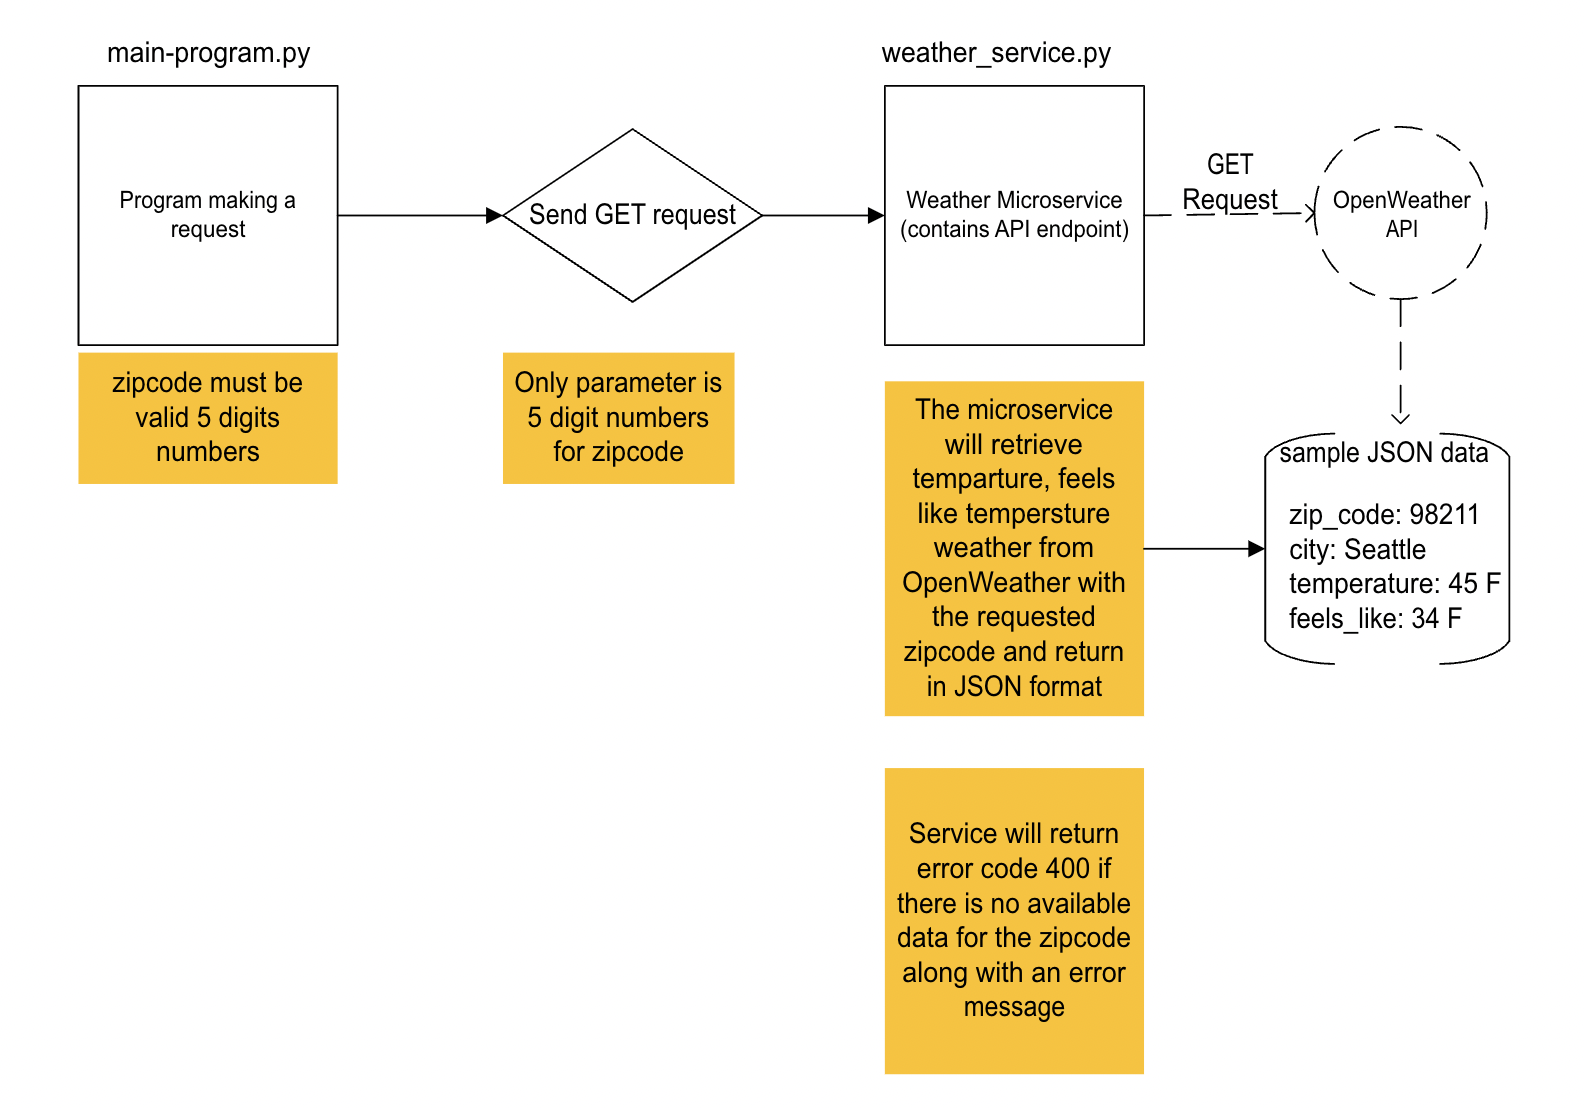 main-program.py
weather_service.py
Program making a
request
Send GET request
Weather Microservice
(contains API endpoint)
GET
Request
OpenWeather
API
zipcode must be
valid 5 digits
numbers
Only parameter is
5 digit numbers
for zipcode
The microservice
will retrieve
temparture, feels
like tempersture
weather from
OpenWeather with
the requested
zipcode and return
in JSON format
sample JSON data
zip_code: 98211
city: Seattle
temperature: 45 F
feels_like: 34 F
Service will return
error code 400 if
there is no available
data for the zipcode
along with an error
message